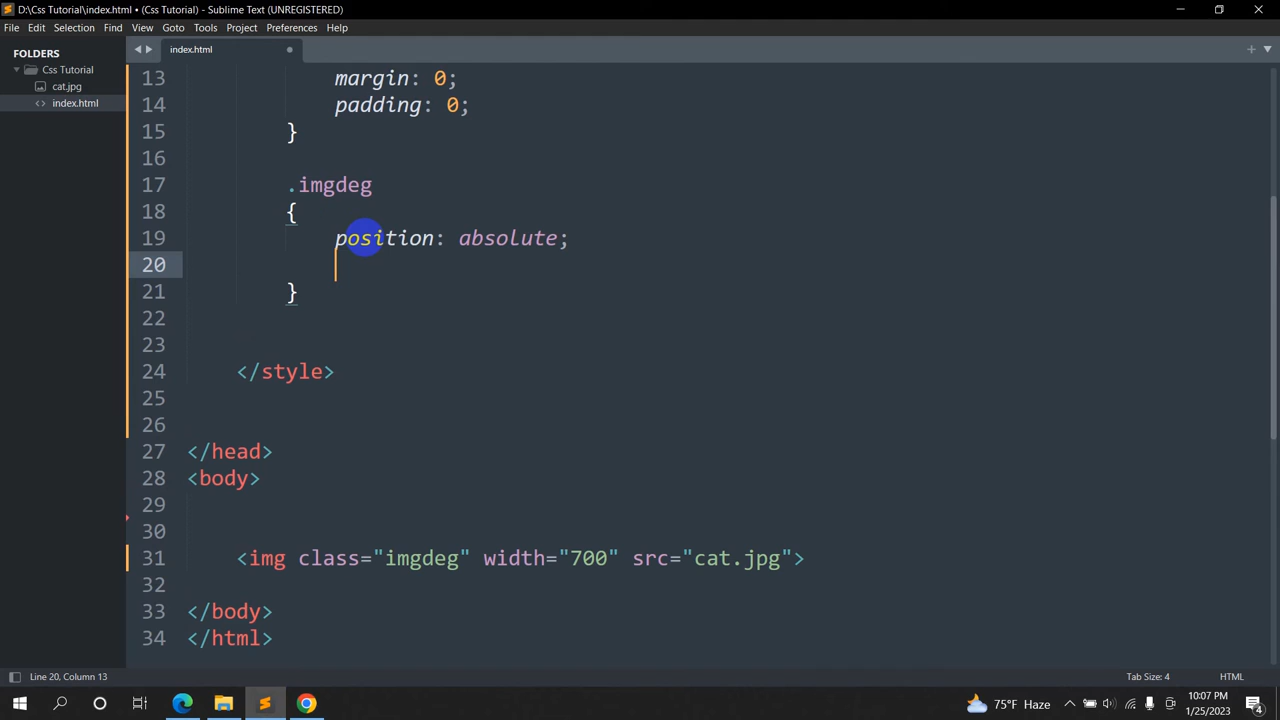 D:\Css Tutorial\index.html • (Css Tutorial) - Sublime Text (UNREGISTERED)
File Edit Selection Find View Goto Tools Project Preferences Help
FOLDERS
Css Tutorial
cat.jpg
index.html
index.html
13 margin: 0;
14 padding: 0;
15 }
16
17 .imgdeg
18 {
19 position: absolute;
20
21 }
22
23
24 </style>
25
26
27 </head>
28 <body>
29
30
31 <img class="imgdeg" width="700" src="cat.jpg">
32
33 </body>
34 </html>
Line 20, Column 13
Tab Size: 4
HTML
75°F Haze
10:07 PM
1/25/2023
4